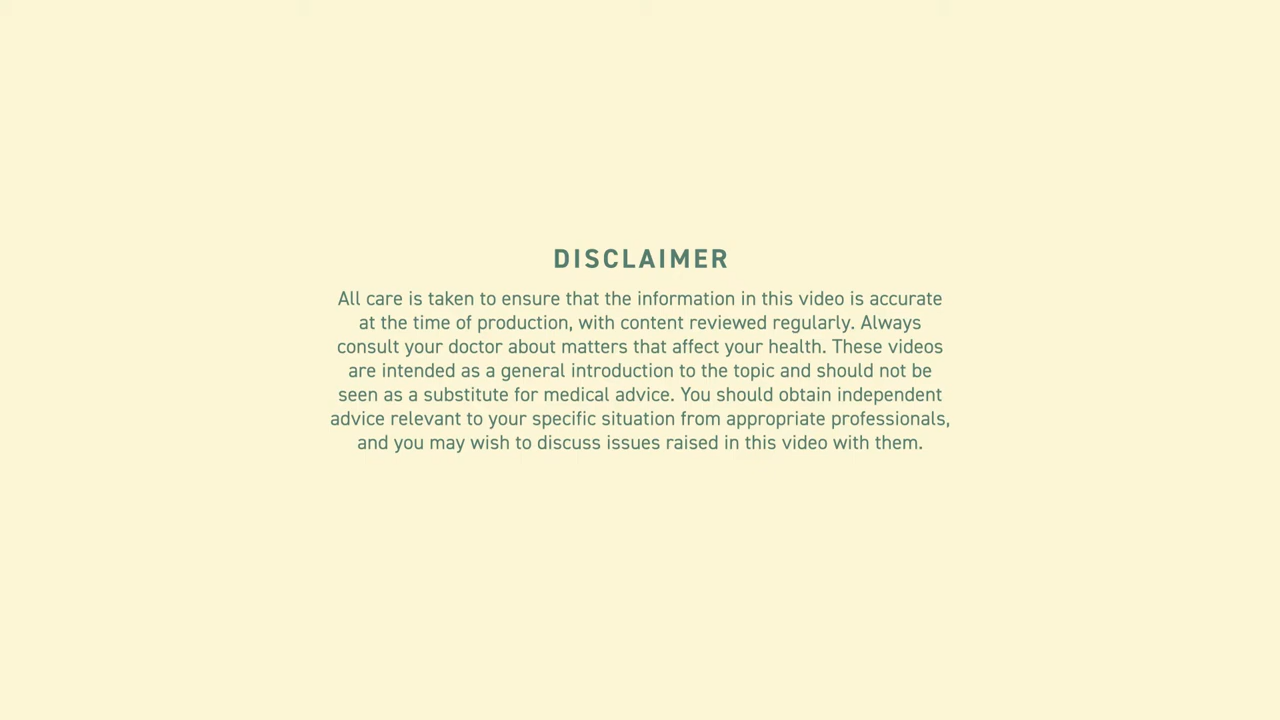 DISCLAIMER
All care is taken to ensure that the information in this video is accurate
at the time of production, with content reviewed regularly. Always
consult your doctor about matters that affect your health. These videos
are intended as a general introduction to the topic and should not be
seen as a substitute for medical advice. You should obtain independent
advice relevant to your specific situation from appropriate professionals,
and you may wish to discuss issues raised in this video with them.